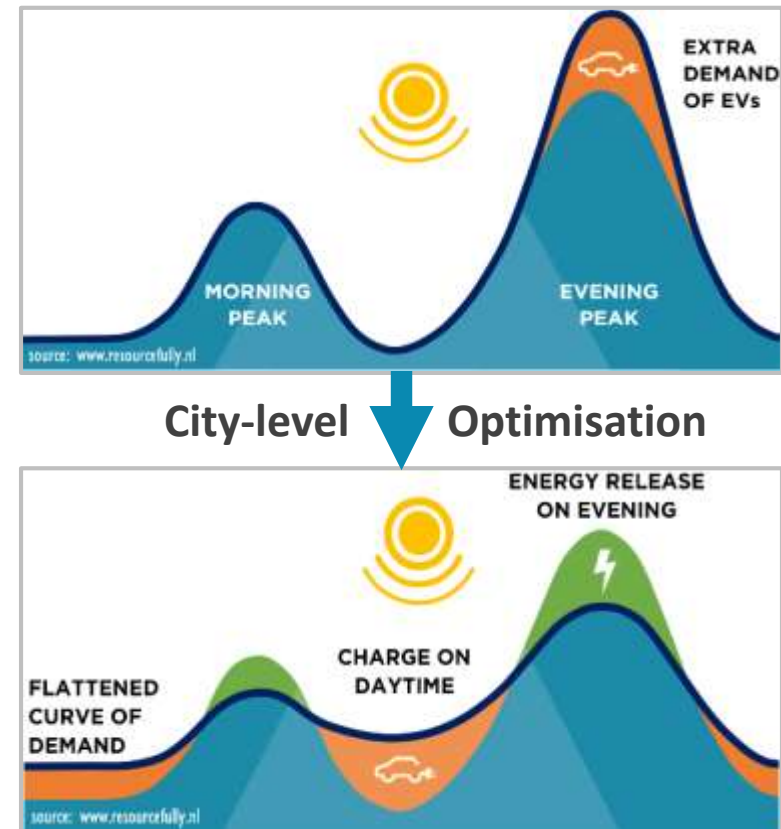 EXTRA
DEMAND
OF EVs
MORNING
PEAK
EVENING
PEAK
source: www.resourcefully.nl
City-level Optimisation
ENERGY RELEASE
ON EVENING
CHARGE ON
DAYTIME
FLATTENED
CURVE OF
DEMAND
source: www.resourcefully.nl